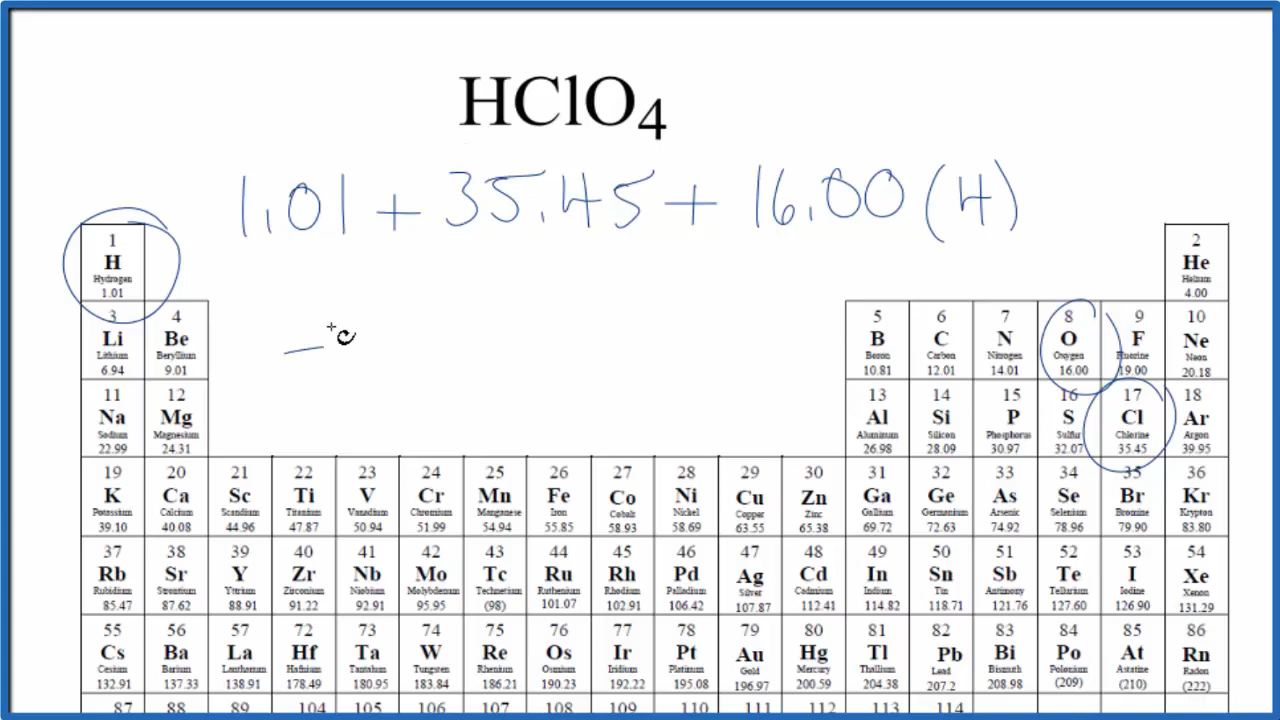 HClO4
1.01 + 35.45 + 16.00 (4)
1 2
H He
Hydrogen Helium
1.01 4.00
3 4 5 6 7 8 9 10
Li Be B C N O F Ne
Lithium Beryllium Boron Carbon Nitrogen Oxygen Fluorine Neon
6.94 9.01 10.81 12.01 14.01 16.00 19.00 20.18
11 12 13 14 15 16 17 18
Na Mg Al Si P S Cl Ar
Sodium Magnesium Aluminum Silicon Phosphorus Sulfur Chlorine Argon
22.99 24.31 26.98 28.09 30.97 32.07 35.45 39.95
19 20 21 22 23 24 25 26 27 28 29 30 31 32 33 34 35 36
K Ca Sc Ti V Cr Mn Fe Co Ni Cu Zn Ga Ge As Se Br Kr
Potassium Calcium Scandium Titanium Vanadium Chromium Manganese Iron Cobalt Nickel Copper Zinc Gallium Germanium Arsenic Selenium Bromine Krypton
39.10 40.08 44.96 47.87 50.94 51.99 54.94 55.85 58.93 58.69 63.55 65.38 69.72 72.63 74.92 78.96 79.90 83.80
37 38 39 40 41 42 43 44 45 46 47 48 49 50 51 52 53 54
Rb Sr Y Zr Nb Mo Tc Ru Rh Pd Ag Cd In Sn Sb Te I Xe
Rubidium Strontium Yttrium Zirconium Niobium Molybdenum Technetium Ruthenium Rhodium Palladium Silver Cadmium Indium Tin Antimony Tellurium Iodine Xenon
85.47 87.62 88.91 91.22 92.91 95.95 (98) 101.07 102.91 106.42 107.87 112.41 114.82 118.71 121.76 127.60 126.90 131.29
55 56 57 72 73 74 75 76 77 78 79 80 81 82 83 84 85 86
Cs Ba La Hf Ta W Re Os Ir Pt Au Hg Tl Pb Bi Po At Rn
Cesium Barium Lanthanum Hafnium Tantalum Tungsten Rhenium Osmium Iridium Platinum Gold Mercury Thallium Lead Bismuth Polonium Astatine Radon
132.91 137.33 138.91 178.49 180.95 183.84 186.21 190.23 192.22 195.08 196.97 200.59 204.38 207.2 208.98 (209) (210) (222)
87 88 89 104 105 106 107 108 109 110 111 112 113 114